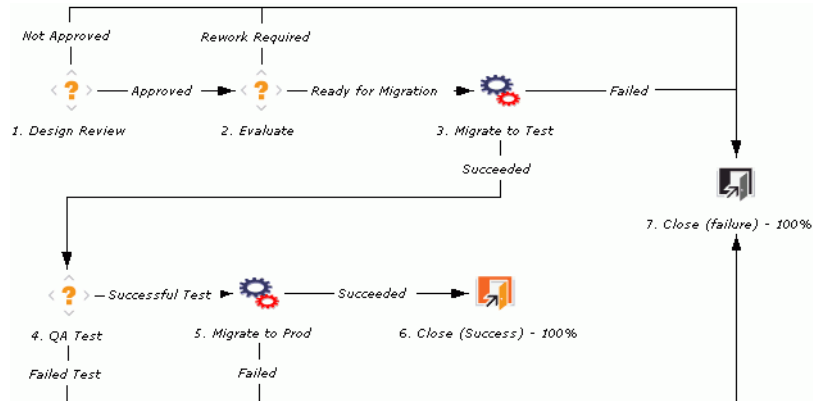 Not Approved
Rework Required
Approved
Ready for Migration
Failed
1. Design Review
2. Evaluate
3. Migrate to Test
Succeeded
7. Close (failure) - 100%
Successful Test
Succeeded
4. QA Test
5. Migrate to Prod
6. Close (Success) - 100%
Failed Test
Failed